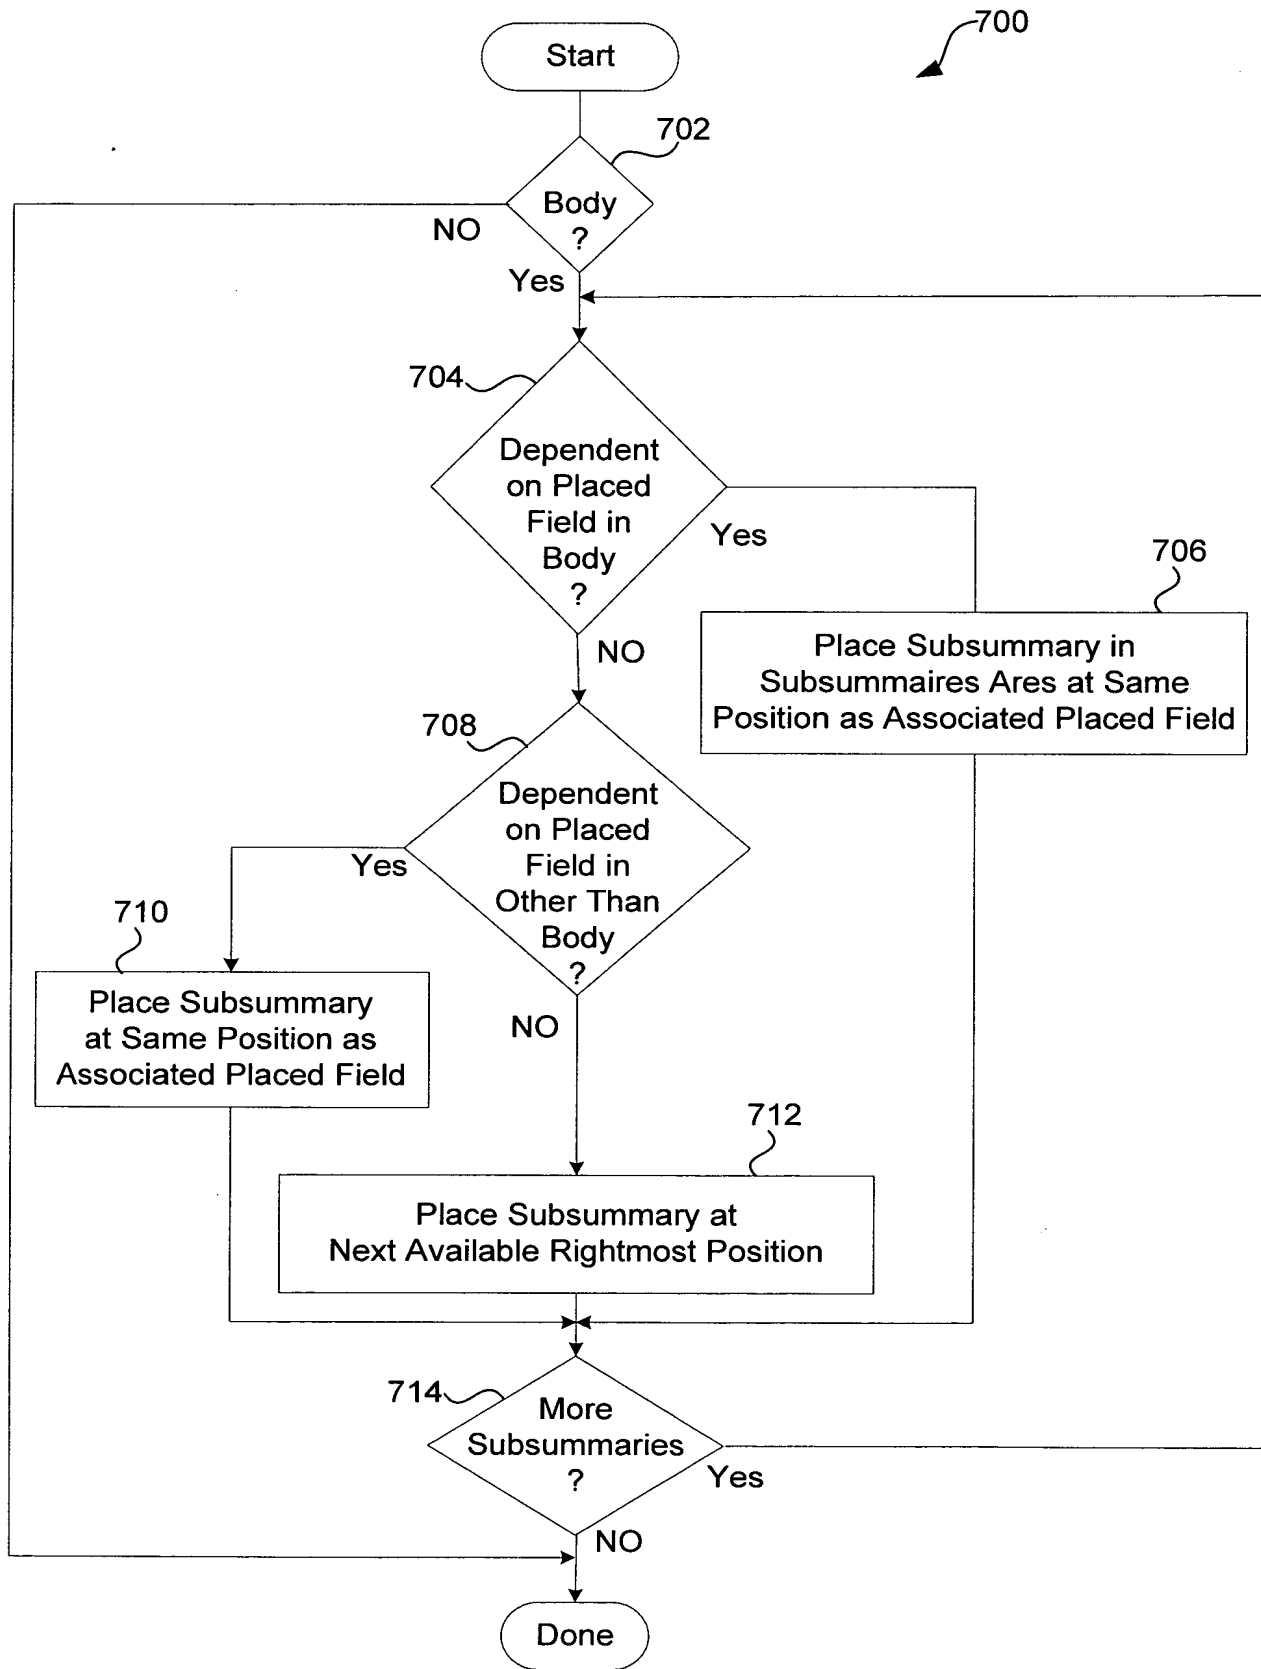 700
Start
702
Body
?
NO
Yes
704
Dependent
on Placed
Field in
Body
?
Yes
NO
706
Place Subsummary in
Subsummaires Ares at Same
Position as Associated Placed Field
708
Dependent
on Placed
Field in
Other Than
Body
?
Yes
NO
710
Place Subsummary
at Same Position as
Associated Placed Field
712
Place Subsummary at
Next Available Rightmost Position
714
More
Subsummaries
?
Yes
NO
Done